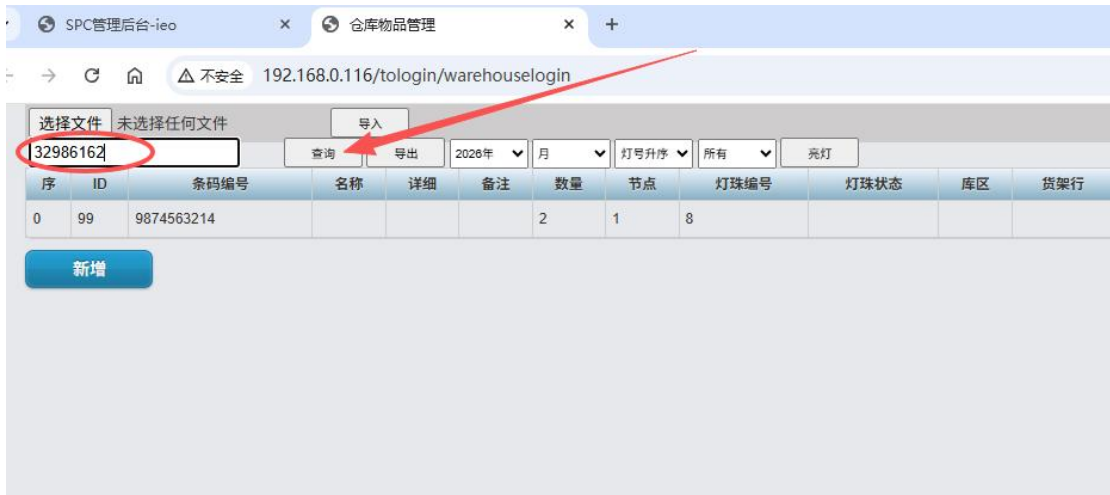 SPC管理后台-ieo × 仓库物品管理 × +
不安全 192.168.0.116/tologin/warehouselogin
选择文件 未选择任何文件 导入
32986162 查询 导出 2026年 月 灯号升序 所有 亮灯
序 ID 条码编号 名称 详细 备注 数量 节点 灯珠编号 灯珠状态 库区 货架行
0 99 9874563214 2 1 8
新增